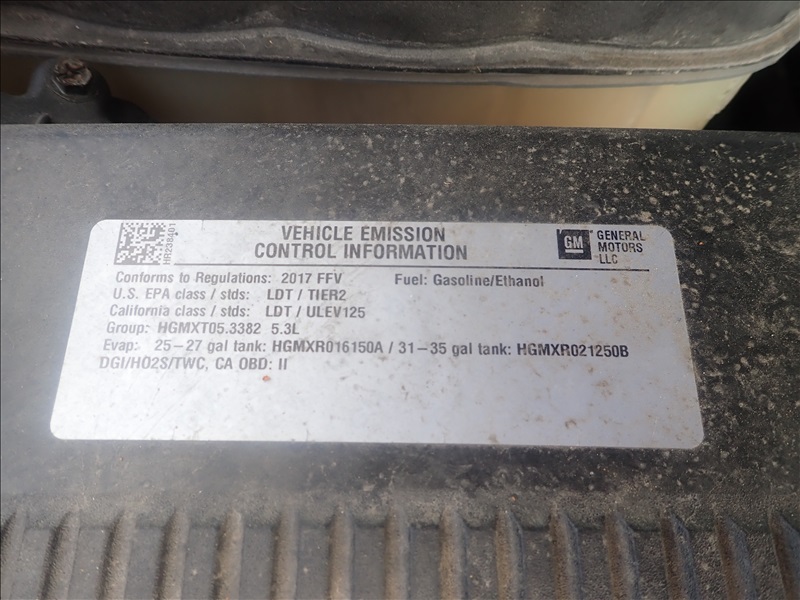 HR238401
VEHICLE EMISSION
CONTROL INFORMATION
GM
GENERAL
MOTORS
LLC
Conforms to Regulations: 2017 FFV Fuel: Gasoline/Ethanol
U.S. EPA class / stds: LDT / TIER2
California class / stds: LDT / ULEV125
Group: HGMXT05.3382 5.3L
Evap: 25-27 gal tank: HGMXR016150A / 31-35 gal tank: HGMXR021250B
DGI/HO2S/TWC, CA OBD: II